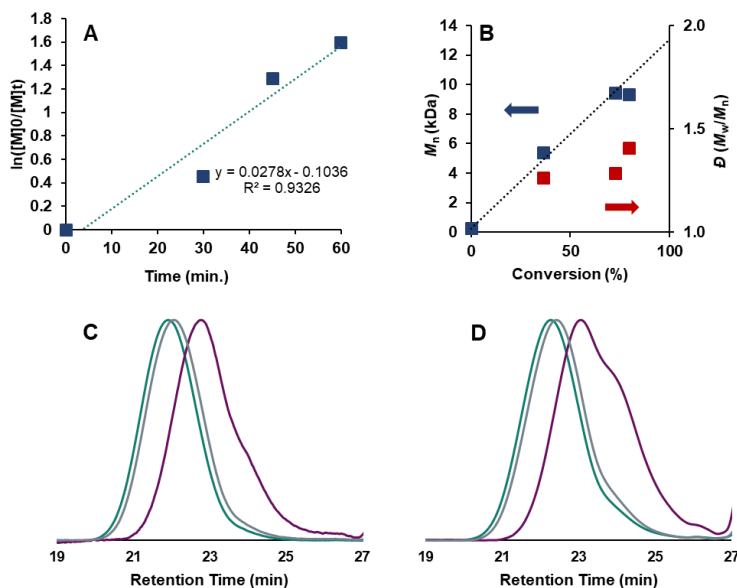 A
ln([M]0/[M]t)
1.8
1.6
1.4
1.2
1
0.8
0.6
0.4
0.2
0
y = 0.0278x - 0.1036
R² = 0.9326
0 10 20 30 40 50 60
Time (min.)
B
Mn (kDa)
14
12
10
8
6
4
2
0
2.0
1.5
1.0
Đ (Mw/Mn)
0 50 100
Conversion (%)
C
19 21 23 25 27
Retention Time (min)
D
19 21 23 25 27
Retention Time (min)